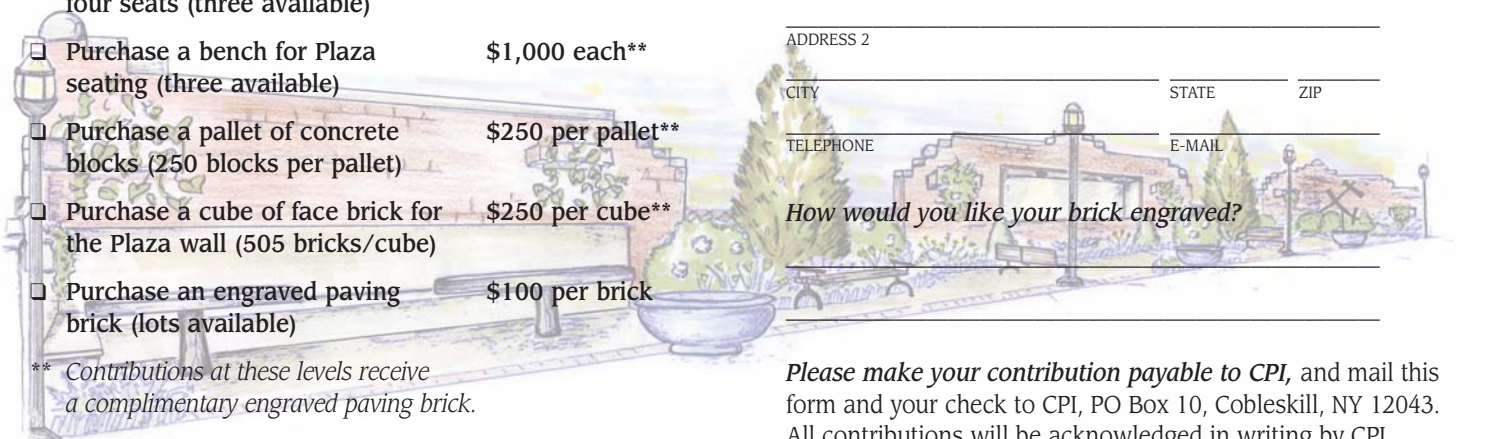 four seats (three available)
❑ Purchase a bench for Plaza $1,000 each**
seating (three available)
❑ Purchase a pallet of concrete $250 per pallet**
blocks (250 blocks per pallet)
❑ Purchase a cube of face brick for $250 per cube**
the Plaza wall (505 bricks/cube)
❑ Purchase an engraved paving $100 per brick
brick (lots available)
** Contributions at these levels receive
a complimentary engraved paving brick.
ADDRESS 2
CITY STATE ZIP
TELEPHONE E-MAIL
How would you like your brick engraved?
Please make your contribution payable to CPI, and mail this
form and your check to CPI, PO Box 10, Cobleskill, NY 12043.
All contributions will be acknowledged in writing by CPI